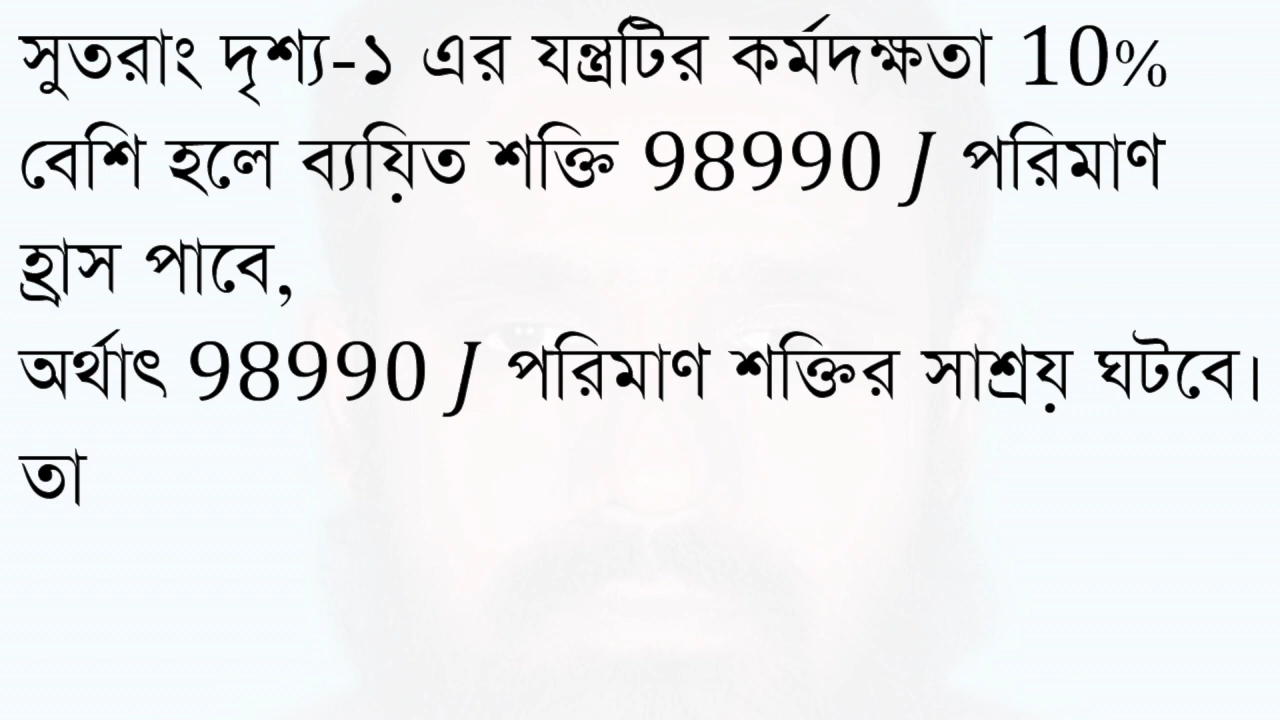 সুতরাং দৃশ্য-১ এর যন্ত্রটির কর্মদক্ষতা 10%
বেশি হলে ব্যয়িত শক্তি 98990 J পরিমাণ
হ্রাস পাবে,
অর্থাৎ 98990 J পরিমাণ শক্তির সাশ্রয় ঘটবে।
তা